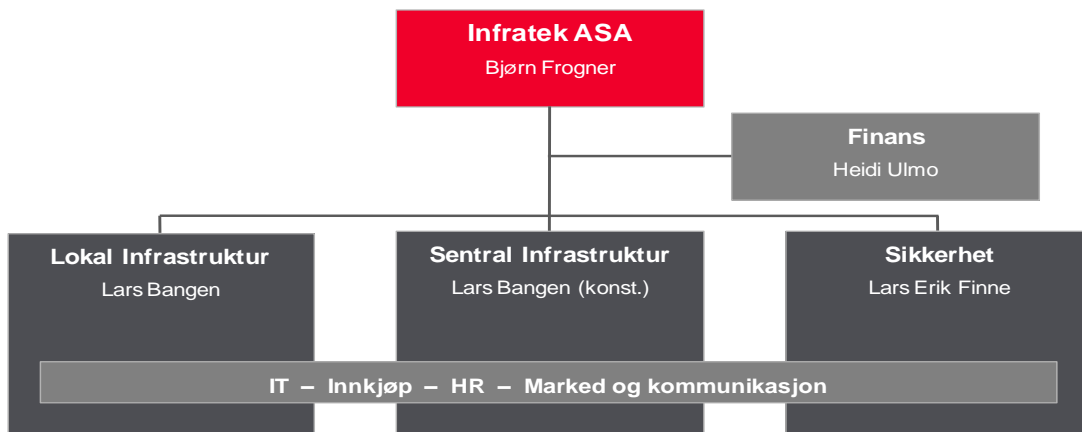 Infratek ASA
Bjørn Frogner
Finans
Heidi Ulmo
Lokal Infrastruktur
Lars Bangen
Sentral Infrastruktur
Lars Bangen (konst.)
Sikkerhet
Lars Erik Finne
IT – Innkjøp – HR – Marked og kommunikasjon